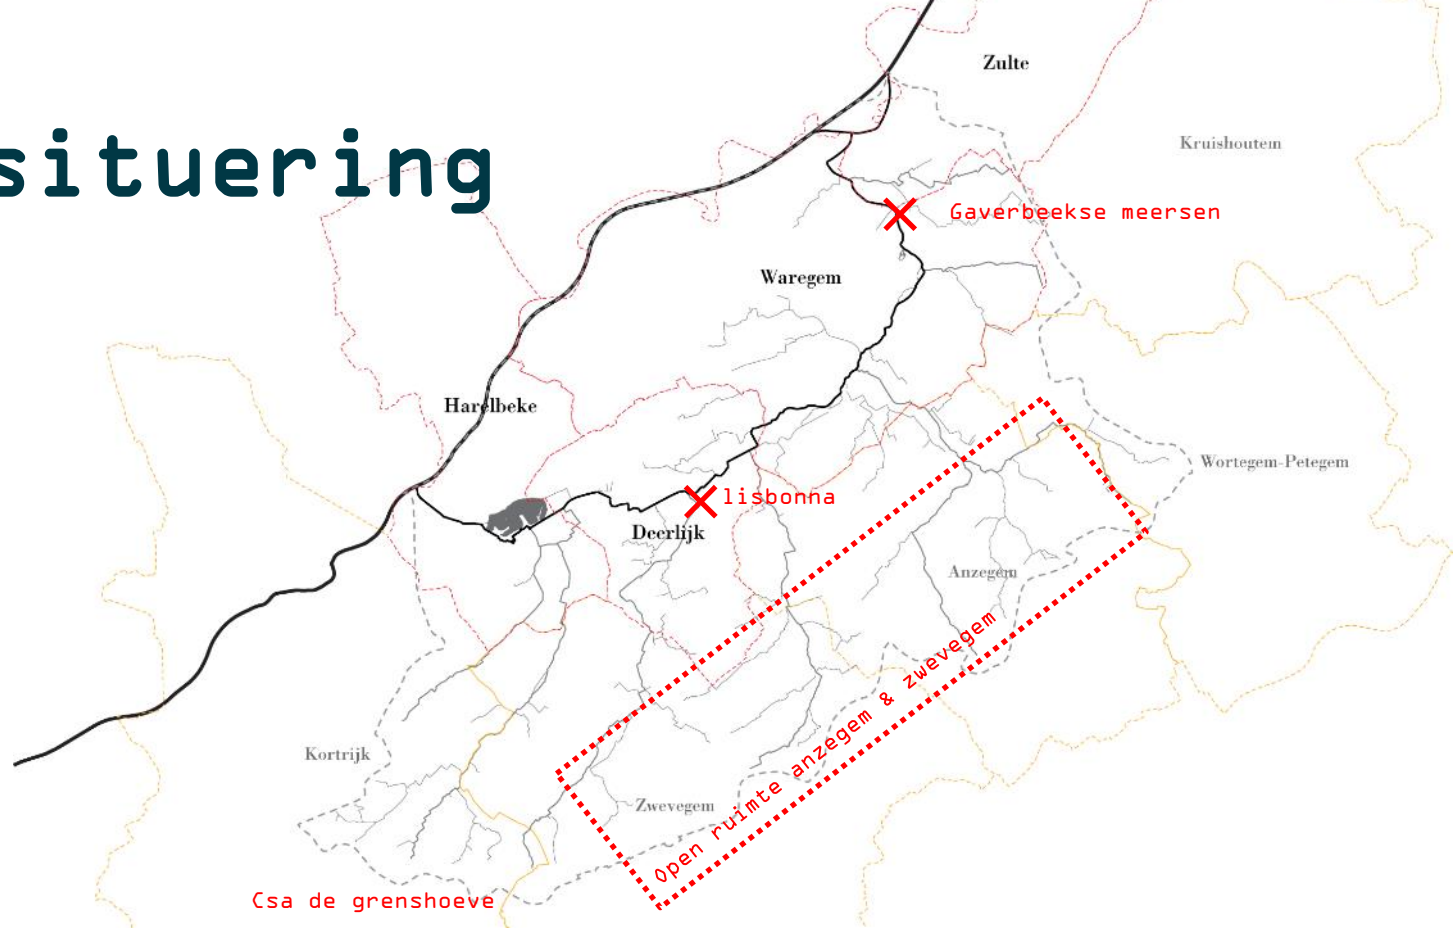 situering
Zulte
Kruishoutem
Gaverbeekse meersen
Waregem
Harelbeke
Wortegem-Petegem
lisbonna
Deerlijk
Anzegem
Open ruimte anzegem & zwevegem
Kortrijk
Zwevegem
Csa de grenshoeve